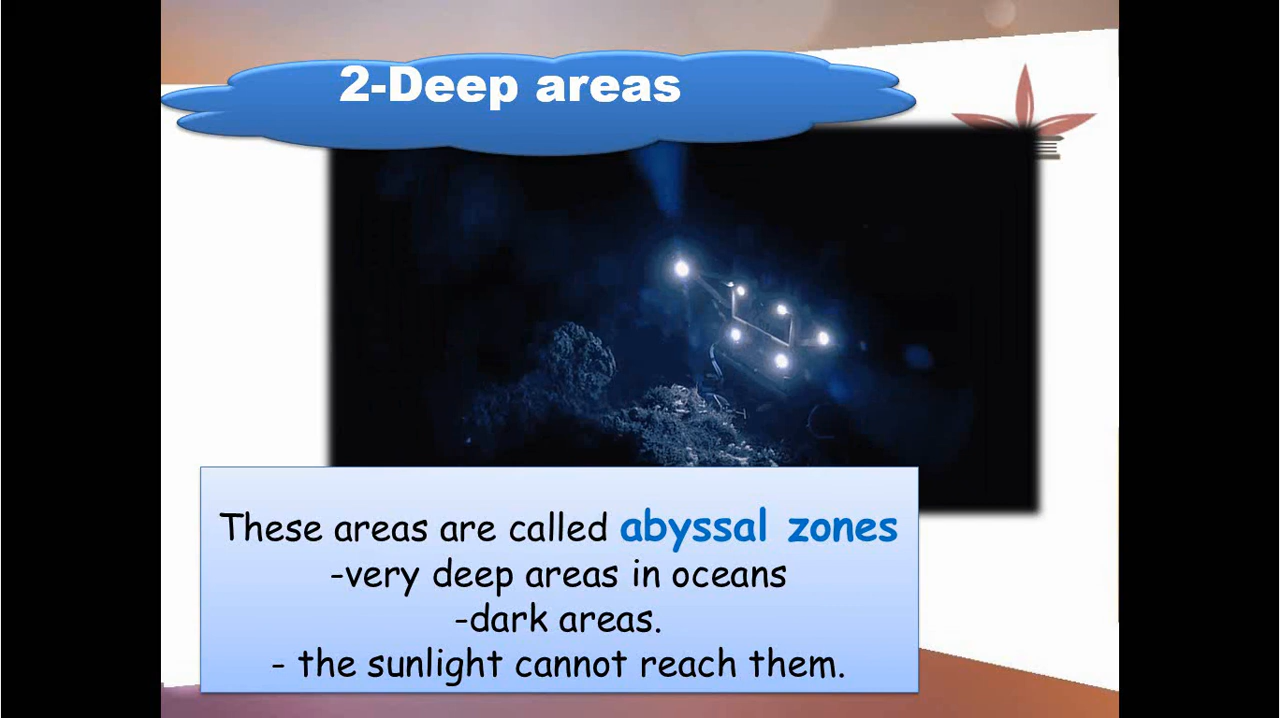 2-Deep areas
These areas are called abyssal zones
-very deep areas in oceans
-dark areas.
- the sunlight cannot reach them.